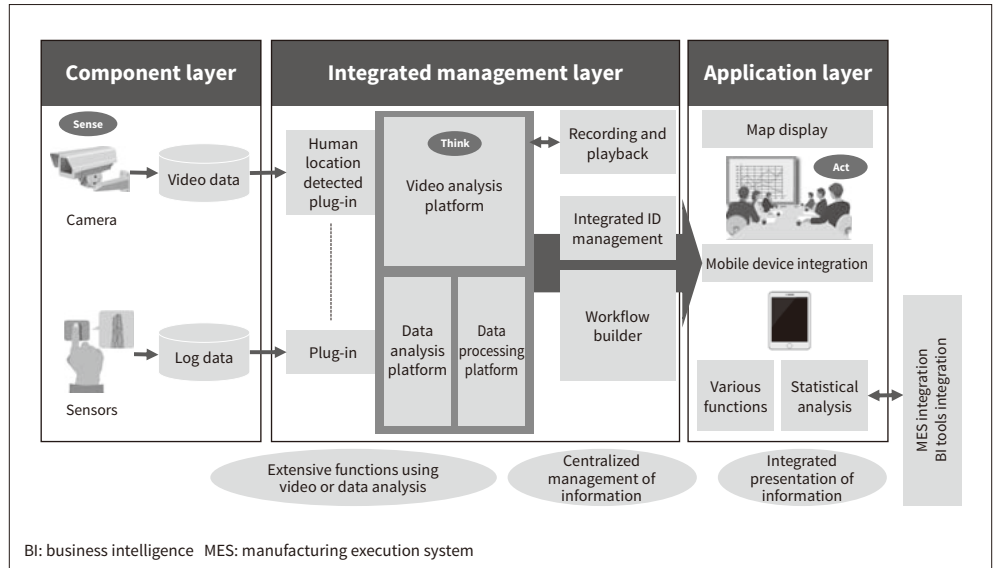 Component layer
Sense
Camera
Video data
Sensors
Log data
Integrated management layer
Human
location
detected
plug-in
Plug-in
Think
Video analysis
platform
Data
analysis
platform
Data
processing
platform
Recording and
playback
Integrated ID
management
Workflow
builder
Application layer
Map display
Act
Mobile device integration
Various
functions
Statistical
analysis
MES integration
BI tools integration
Extensive functions using
video or data analysis
Centralized
management of
information
Integrated
presentation of
information
BI: business intelligence MES: manufacturing execution system